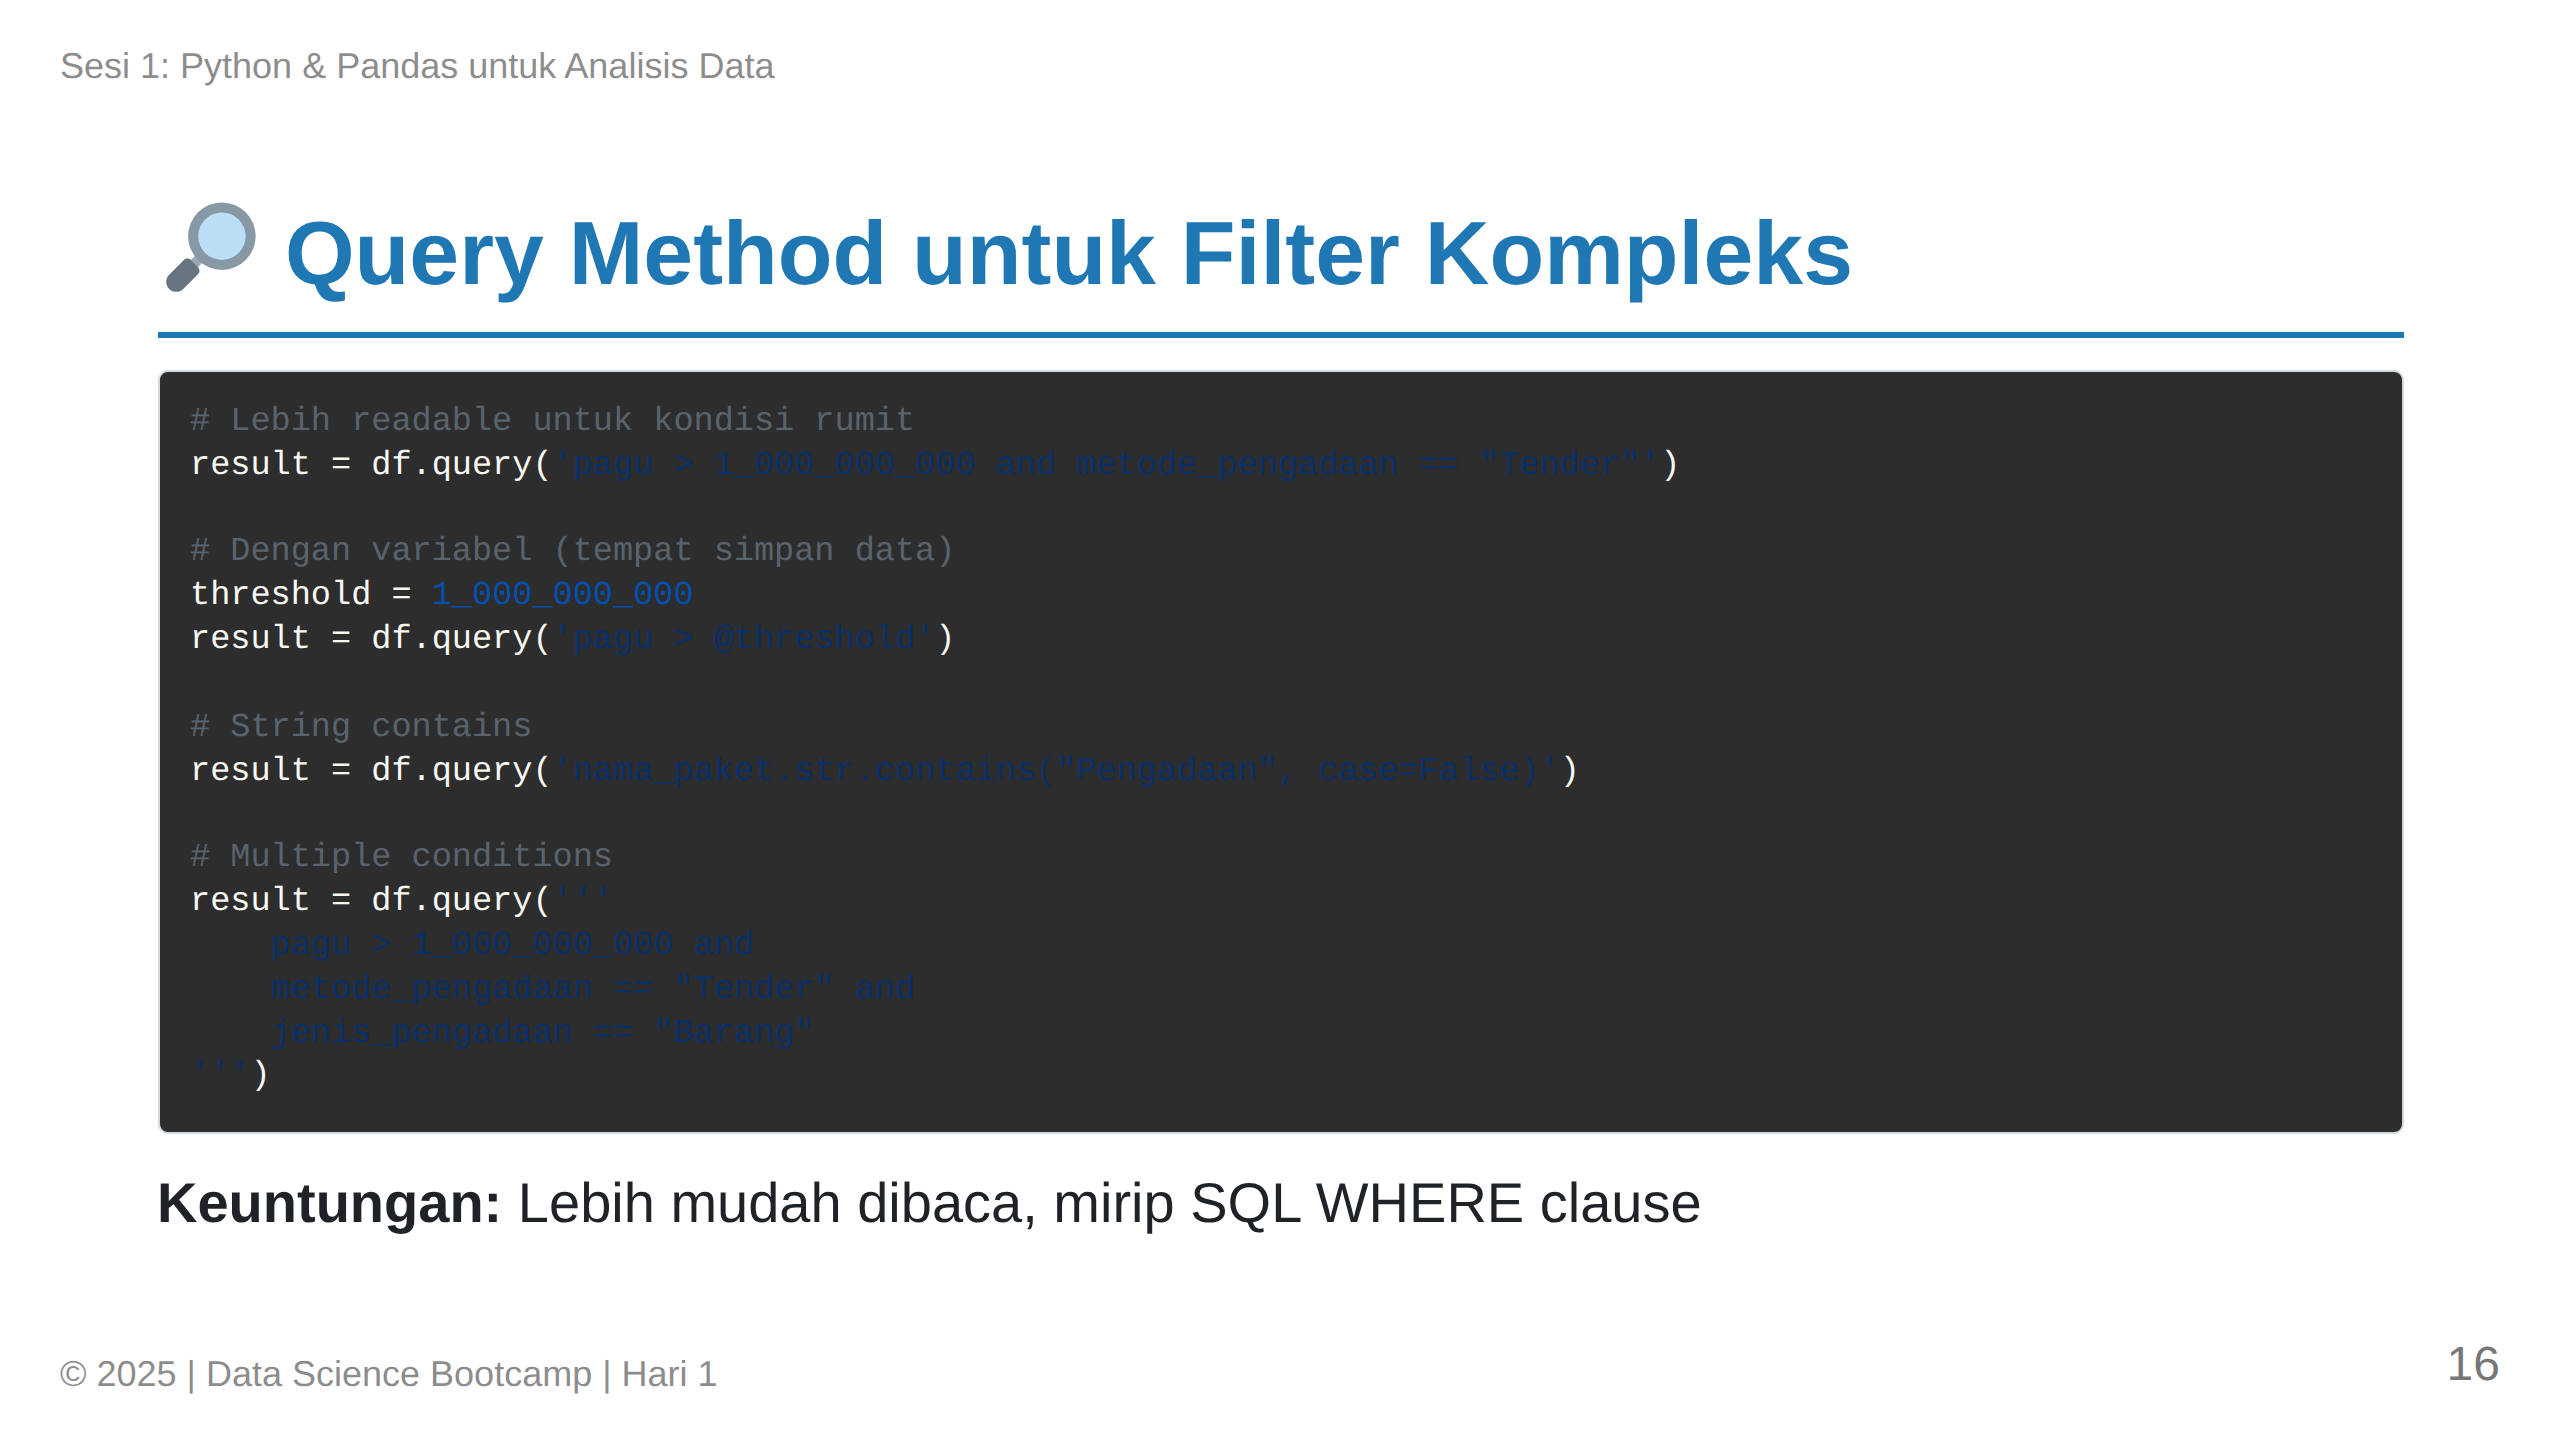 Sesi 1: Python & Pandas untuk Analisis Data
🔎 Query Method untuk Filter Kompleks
# Lebih readable untuk kondisi rumit
result = df.query('pagu > 1_000_000_000 and metode_pengadaan == "Tender"')
# Dengan variabel (tempat simpan data)
threshold = 1_000_000_000
result = df.query('pagu > @threshold')
# String contains
result = df.query('nama_paket.str.contains("Pengadaan", case=False)')
# Multiple conditions
result = df.query('''
    pagu > 1_000_000_000 and
    metode_pengadaan == "Tender" and
    jenis_pengadaan == "Barang"
''')
Keuntungan: Lebih mudah dibaca, mirip SQL WHERE clause
© 2025 | Data Science Bootcamp | Hari 1
16